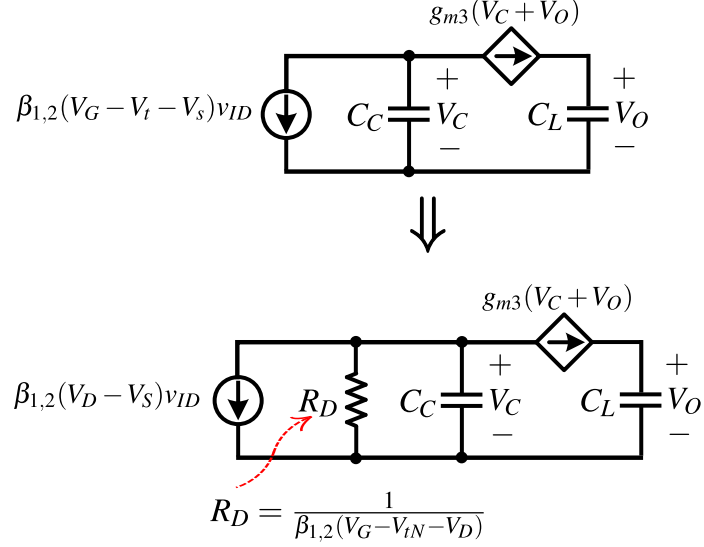 g_{m3}(V_C + V_O)
β_{1,2}(V_G − V_t − V_s)v_{ID}
C_C
+
V_C
−
C_L
+
V_O
−
⇓
g_{m3}(V_C + V_O)
β_{1,2}(V_D − V_S)v_{ID}
R_D
C_C
+
V_C
−
C_L
+
V_O
−
R_D = \frac{1}{β_{1,2}(V_G − V_{tN} − V_D)}